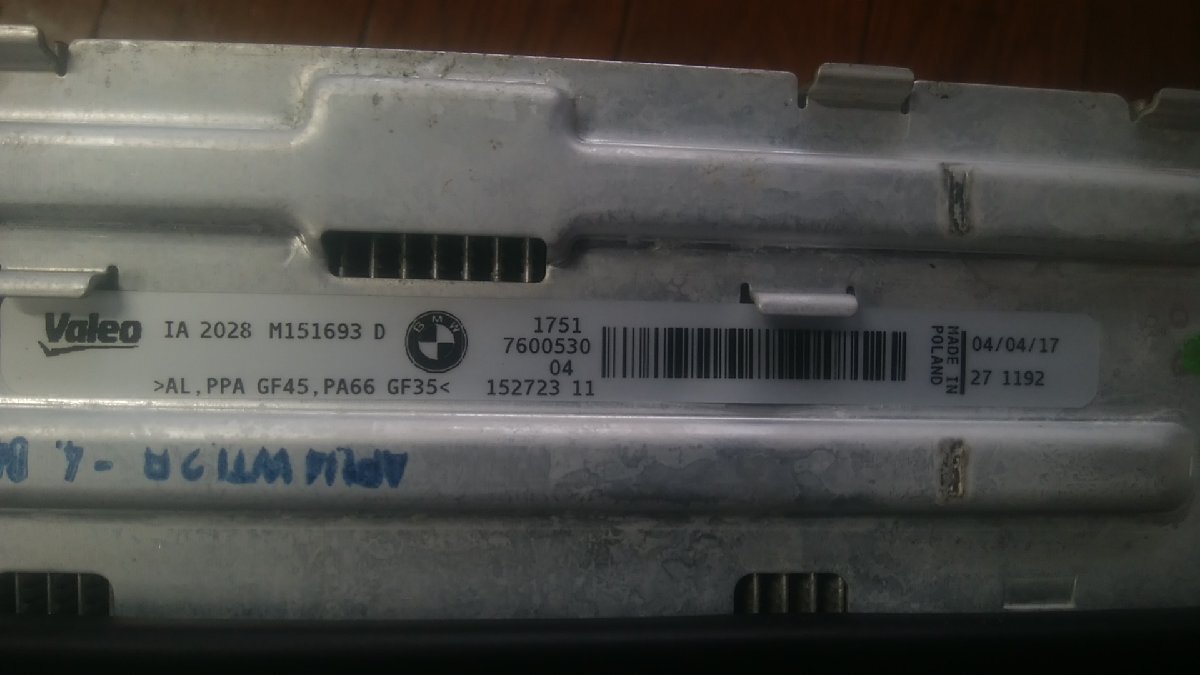 Valeo IA 2028 M151693 D
>AL,PPA GF45,PA66 GF35<
BMW
1751
7600530
04
152723 11
MADE IN
POLAND
04/04/17
27 1192